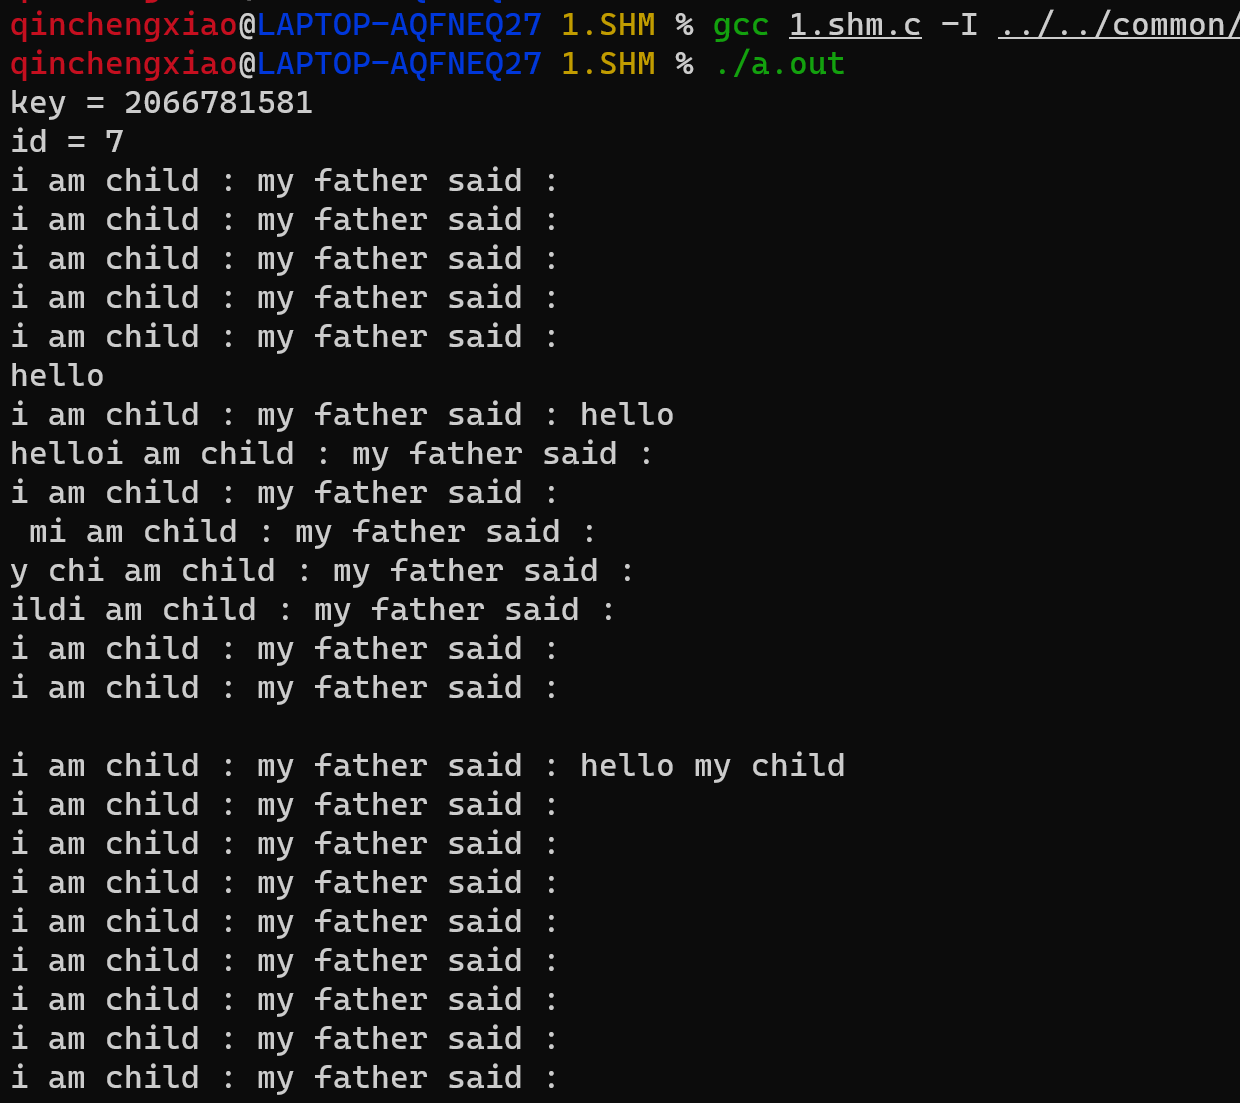 qinchengxiao@LAPTOP-AQFNEQ27 1.SHM % gcc 1.shm.c -I ../../common/
qinchengxiao@LAPTOP-AQFNEQ27 1.SHM % ./a.out
key = 2066781581
id = 7
i am child : my father said :
i am child : my father said :
i am child : my father said :
i am child : my father said :
i am child : my father said :
hello
i am child : my father said : hello
helloi am child : my father said :
i am child : my father said :
 mi am child : my father said :
y chi am child : my father said :
ildi am child : my father said :
i am child : my father said :
i am child : my father said :

i am child : my father said : hello my child
i am child : my father said :
i am child : my father said :
i am child : my father said :
i am child : my father said :
i am child : my father said :
i am child : my father said :
i am child : my father said :
i am child : my father said :